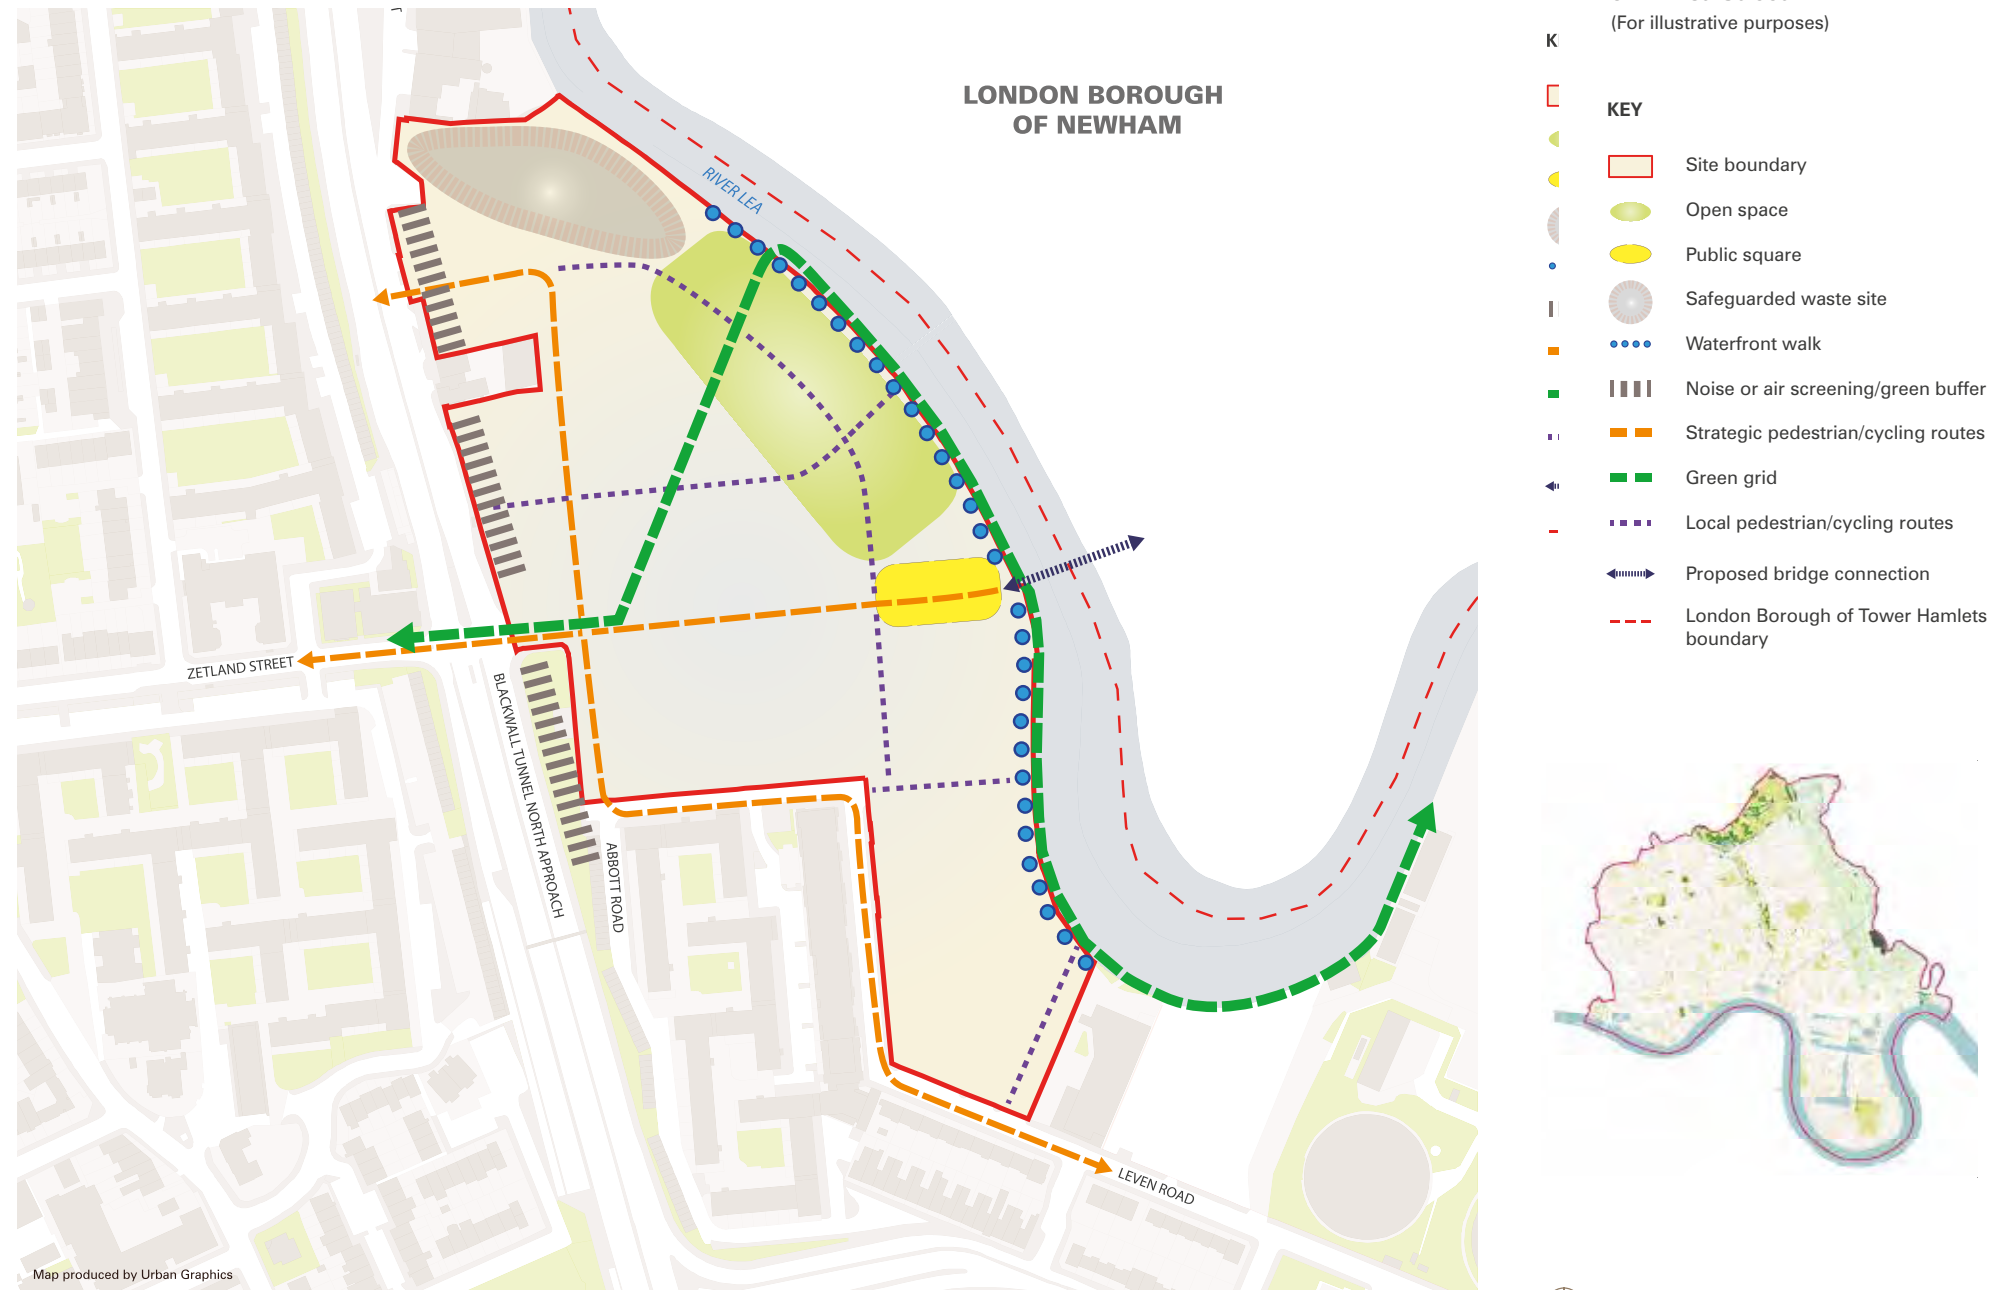 (For illustrative purposes)
LONDON BOROUGH
OF NEWHAM
RIVER LEA
ZETLAND STREET
BLACKWALL TUNNEL NORTH APPROACH
ABBOTT ROAD
LEVEN ROAD
Map produced by Urban Graphics
KEY
Site boundary
Open space
Public square
Safeguarded waste site
Waterfront walk
Noise or air screening/green buffer
Strategic pedestrian/cycling routes
Green grid
Local pedestrian/cycling routes
Proposed bridge connection
London Borough of Tower Hamlets
boundary